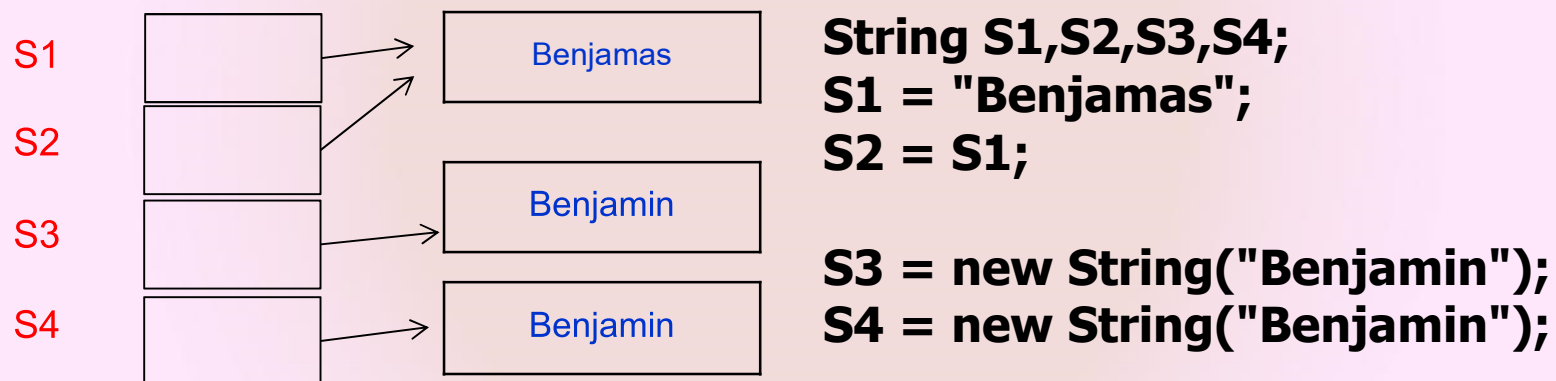 S1
S2
S3
S4
Benjamas
Benjamin
Benjamin
String S1,S2,S3,S4;
S1 = "Benjamas";
S2 = S1;
S3 = new String("Benjamin");
S4 = new String("Benjamin");